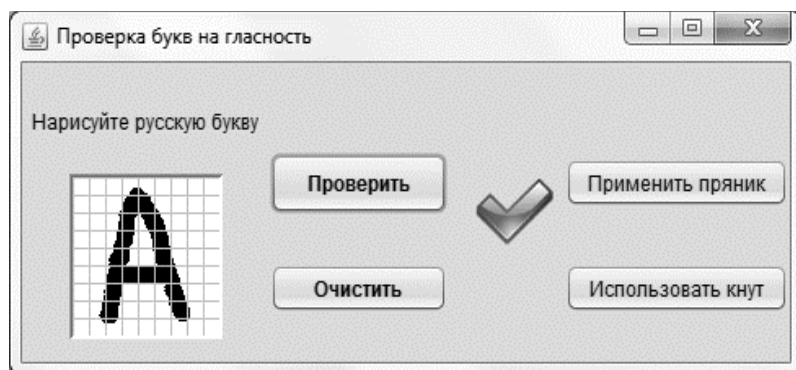 Проверка букв на гласность
Нарисуйте русскую букву
А
Проверить
Применить пряник
Очистить
Использовать кнут